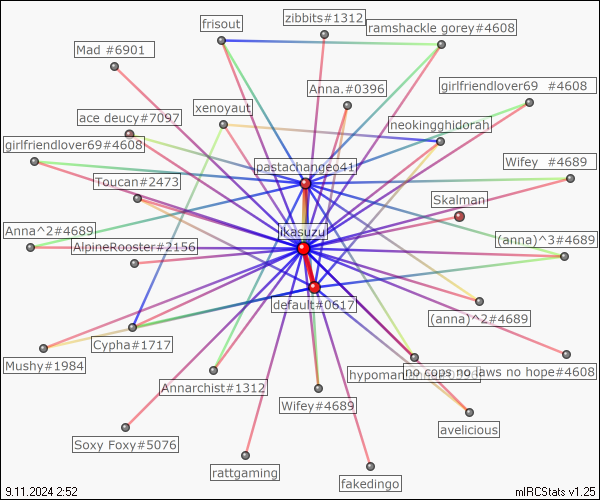 zibbits#1312
frisout
ramshackle gorey#4608
Mad #6901
girlfriendlover69 #4608
Anna.#0396
xenoyaut
ace deucy#7097
neokingghidorah
girlfriendlover69#4608
pastachangeo41
Wifey #4689
Toucan#2473
Skalman
Anna^2#4689
ikasuzu
(anna)^3#4689
AlpineRooster#2156
default#0617
(anna)^2#4689
Cypha#1717
Mushy#1984
hypomani
no cops no laws no hope#4608
Annarchist#1312
Wifey#4689
avelicious
Soxy Foxy#5076
rattgaming
fakedingo
9.11.2024 2:52
mIRCStats v1.25